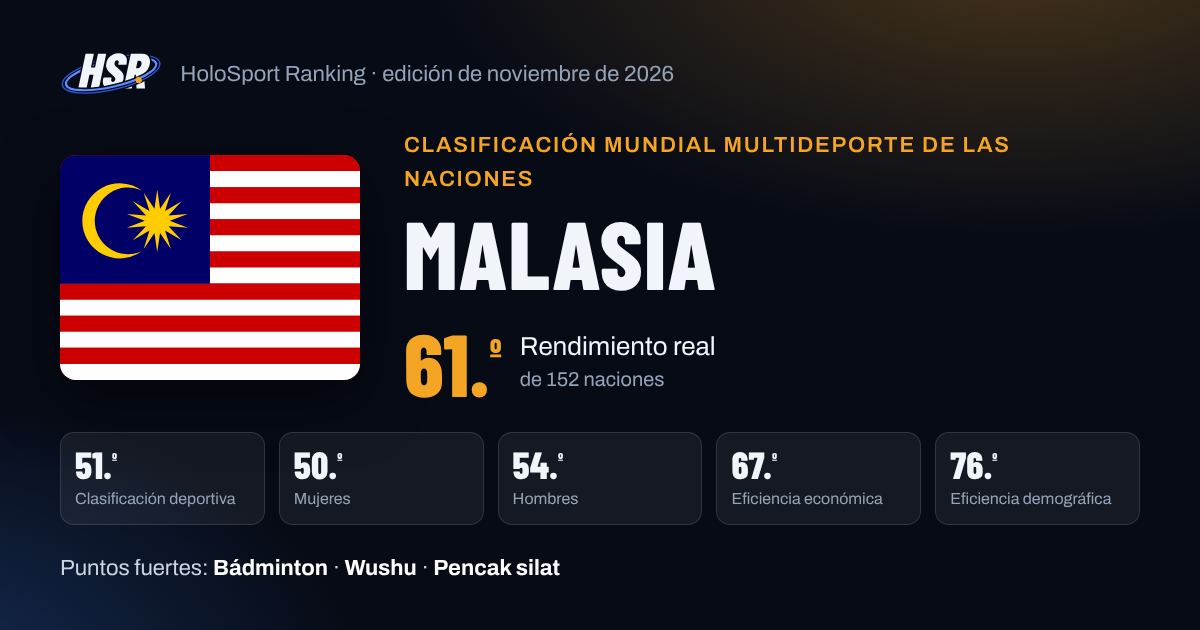 HSR
HoloSport Ranking · edición de noviembre de 2026
CLASIFICACIÓN MUNDIAL MULTIDEPORTE DE LAS
NACIONES
MALASIA
61.º
Rendimiento real
de 152 naciones
51.º
Clasificación deportiva
50.º
Mujeres
54.º
Hombres
67.º
Eficiencia económica
76.º
Eficiencia demográfica
Puntos fuertes: Bádminton · Wushu · Pencak silat